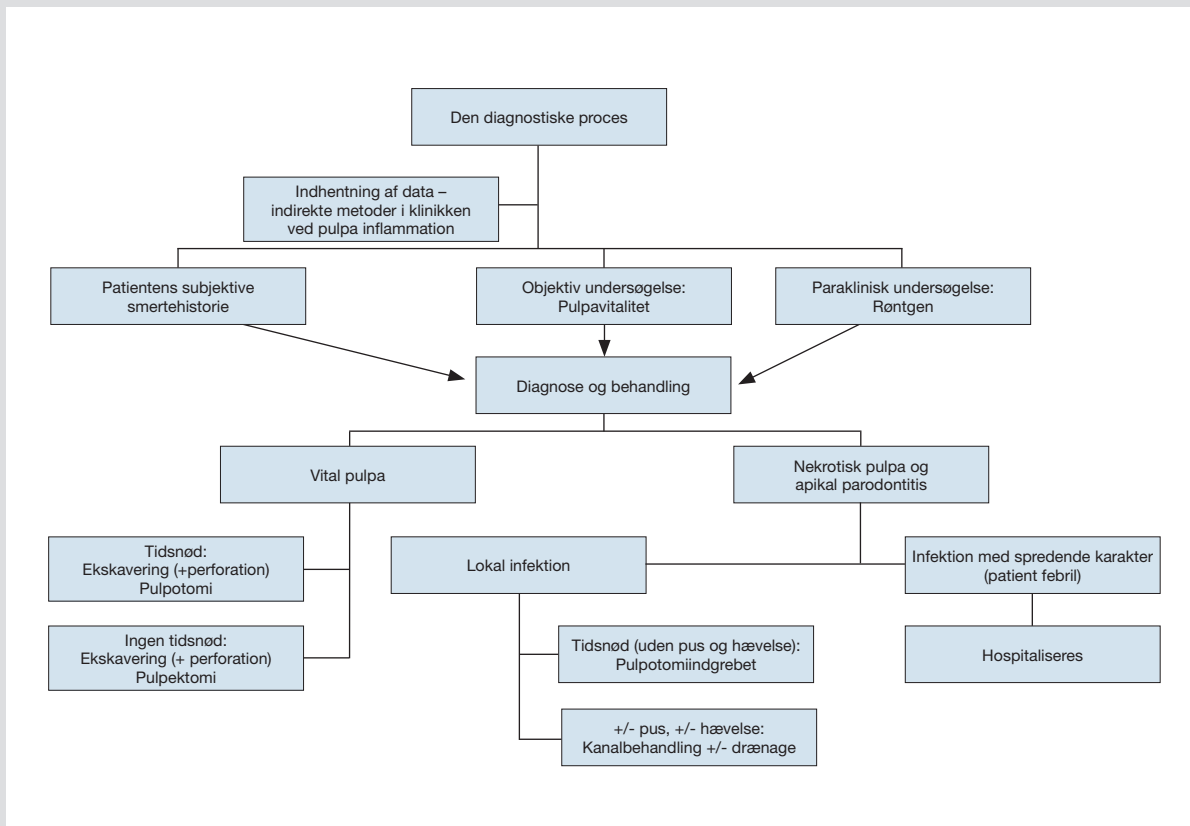 Den diagnostiske proces
Indhentning af data –
indirekte metoder i klinikken
ved pulpa inflammation
Patientens subjektive
smertehistorie
Objektiv undersøgelse:
Pulpavitalitet
Paraklinisk undersøgelse:
Røntgen
Diagnose og behandling
Vital pulpa
Nekrotisk pulpa og
apikal parodontitis
Tidsnød:
Ekskavering (+perforation)
Pulpotomi
Lokal infektion
Infektion med spredende karakter
(patient febril)
Ingen tidsnød:
Ekskavering (+ perforation)
Pulpektomi
Tidsnød (uden pus og hævelse):
Pulpotomiindgrebet
Hospitaliseres
+/- pus, +/- hævelse:
Kanalbehandling +/- drænage